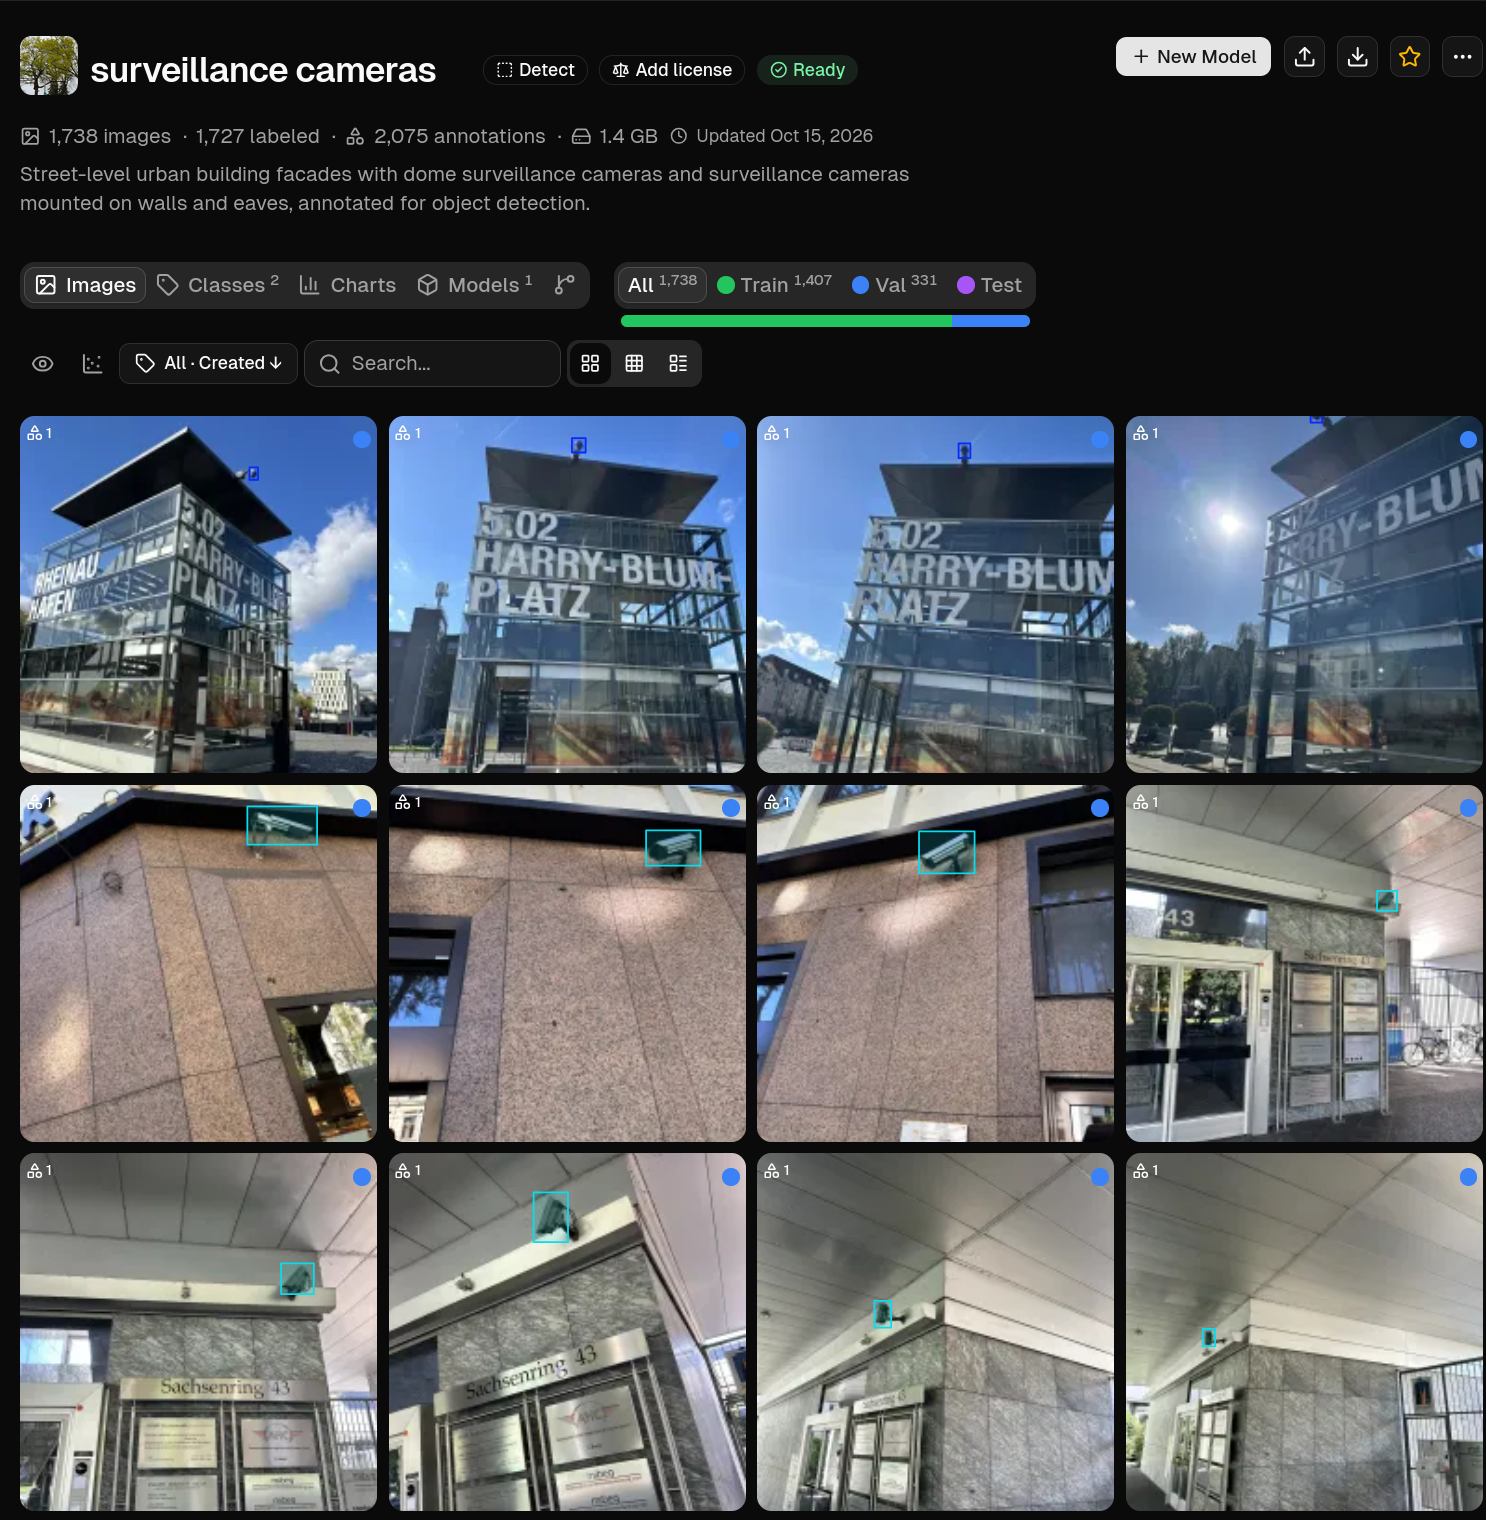 surveillance cameras
Detect
Add license
Ready
New Model
1,738 images · 1,727 labeled · 2,075 annotations · 1.4 GB Updated Oct 15, 2026
Street-level urban building facades with dome surveillance cameras and surveillance cameras
mounted on walls and eaves, annotated for object detection.
Images Classes 2 Charts Models 1
All 1,738 Train 1,407 Val 331 Test
All · Created ↓
Search...
1
5.02
HARRY-BLUM
PLATZ
RHEINAU
HAFEN
1
5.02
HARRY-BLUM-
PLATZ
1
5.02
HARRY-BLUM
PLATZ
1
RRY-BLUM
1
1
1
1
43
Sachsenring 43
1
Sachsenring 43
1
Sachsenring 43
1
1